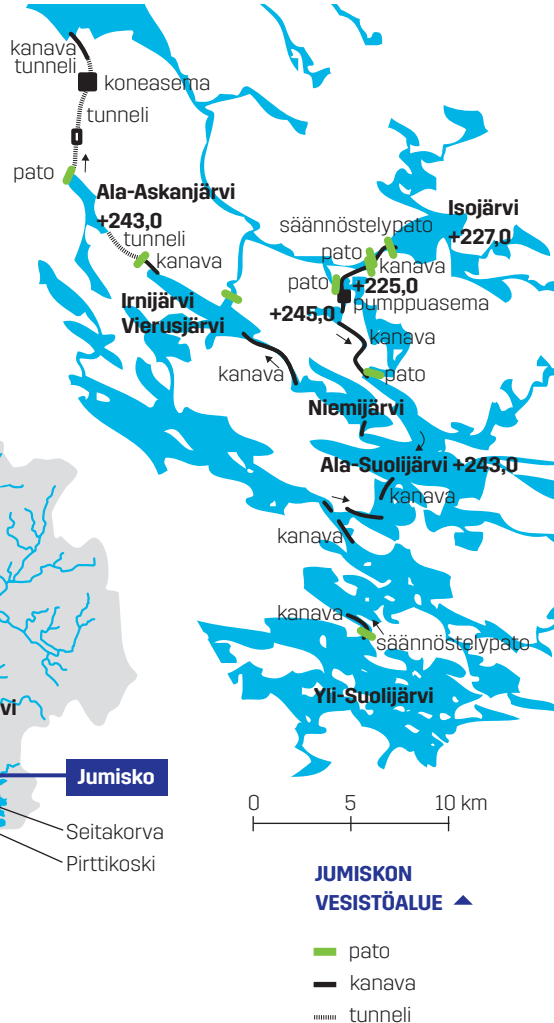 kanava
tunneli
koneasema
tunneli
pato
Ala-Askanjärvi
+243,0
tunneli
kanava
Isojärvi
+227,0
säännöstelypato
pato
kanava
pato
+225,0
pumppuasema
+245,0
Irnijärvi
Vierusjärvi
kanava
pato
kanava
Niemijärvi
Ala-Suolijärvi +243,0
kanava
kanava
kanava
säännöstelypato
Yli-Suolijärvi
vi
Jumisko
Seitakorva
Pirttikoski
0 5 10 km
JUMISKON
VESISTÖALUE
pato
kanava
tunneli